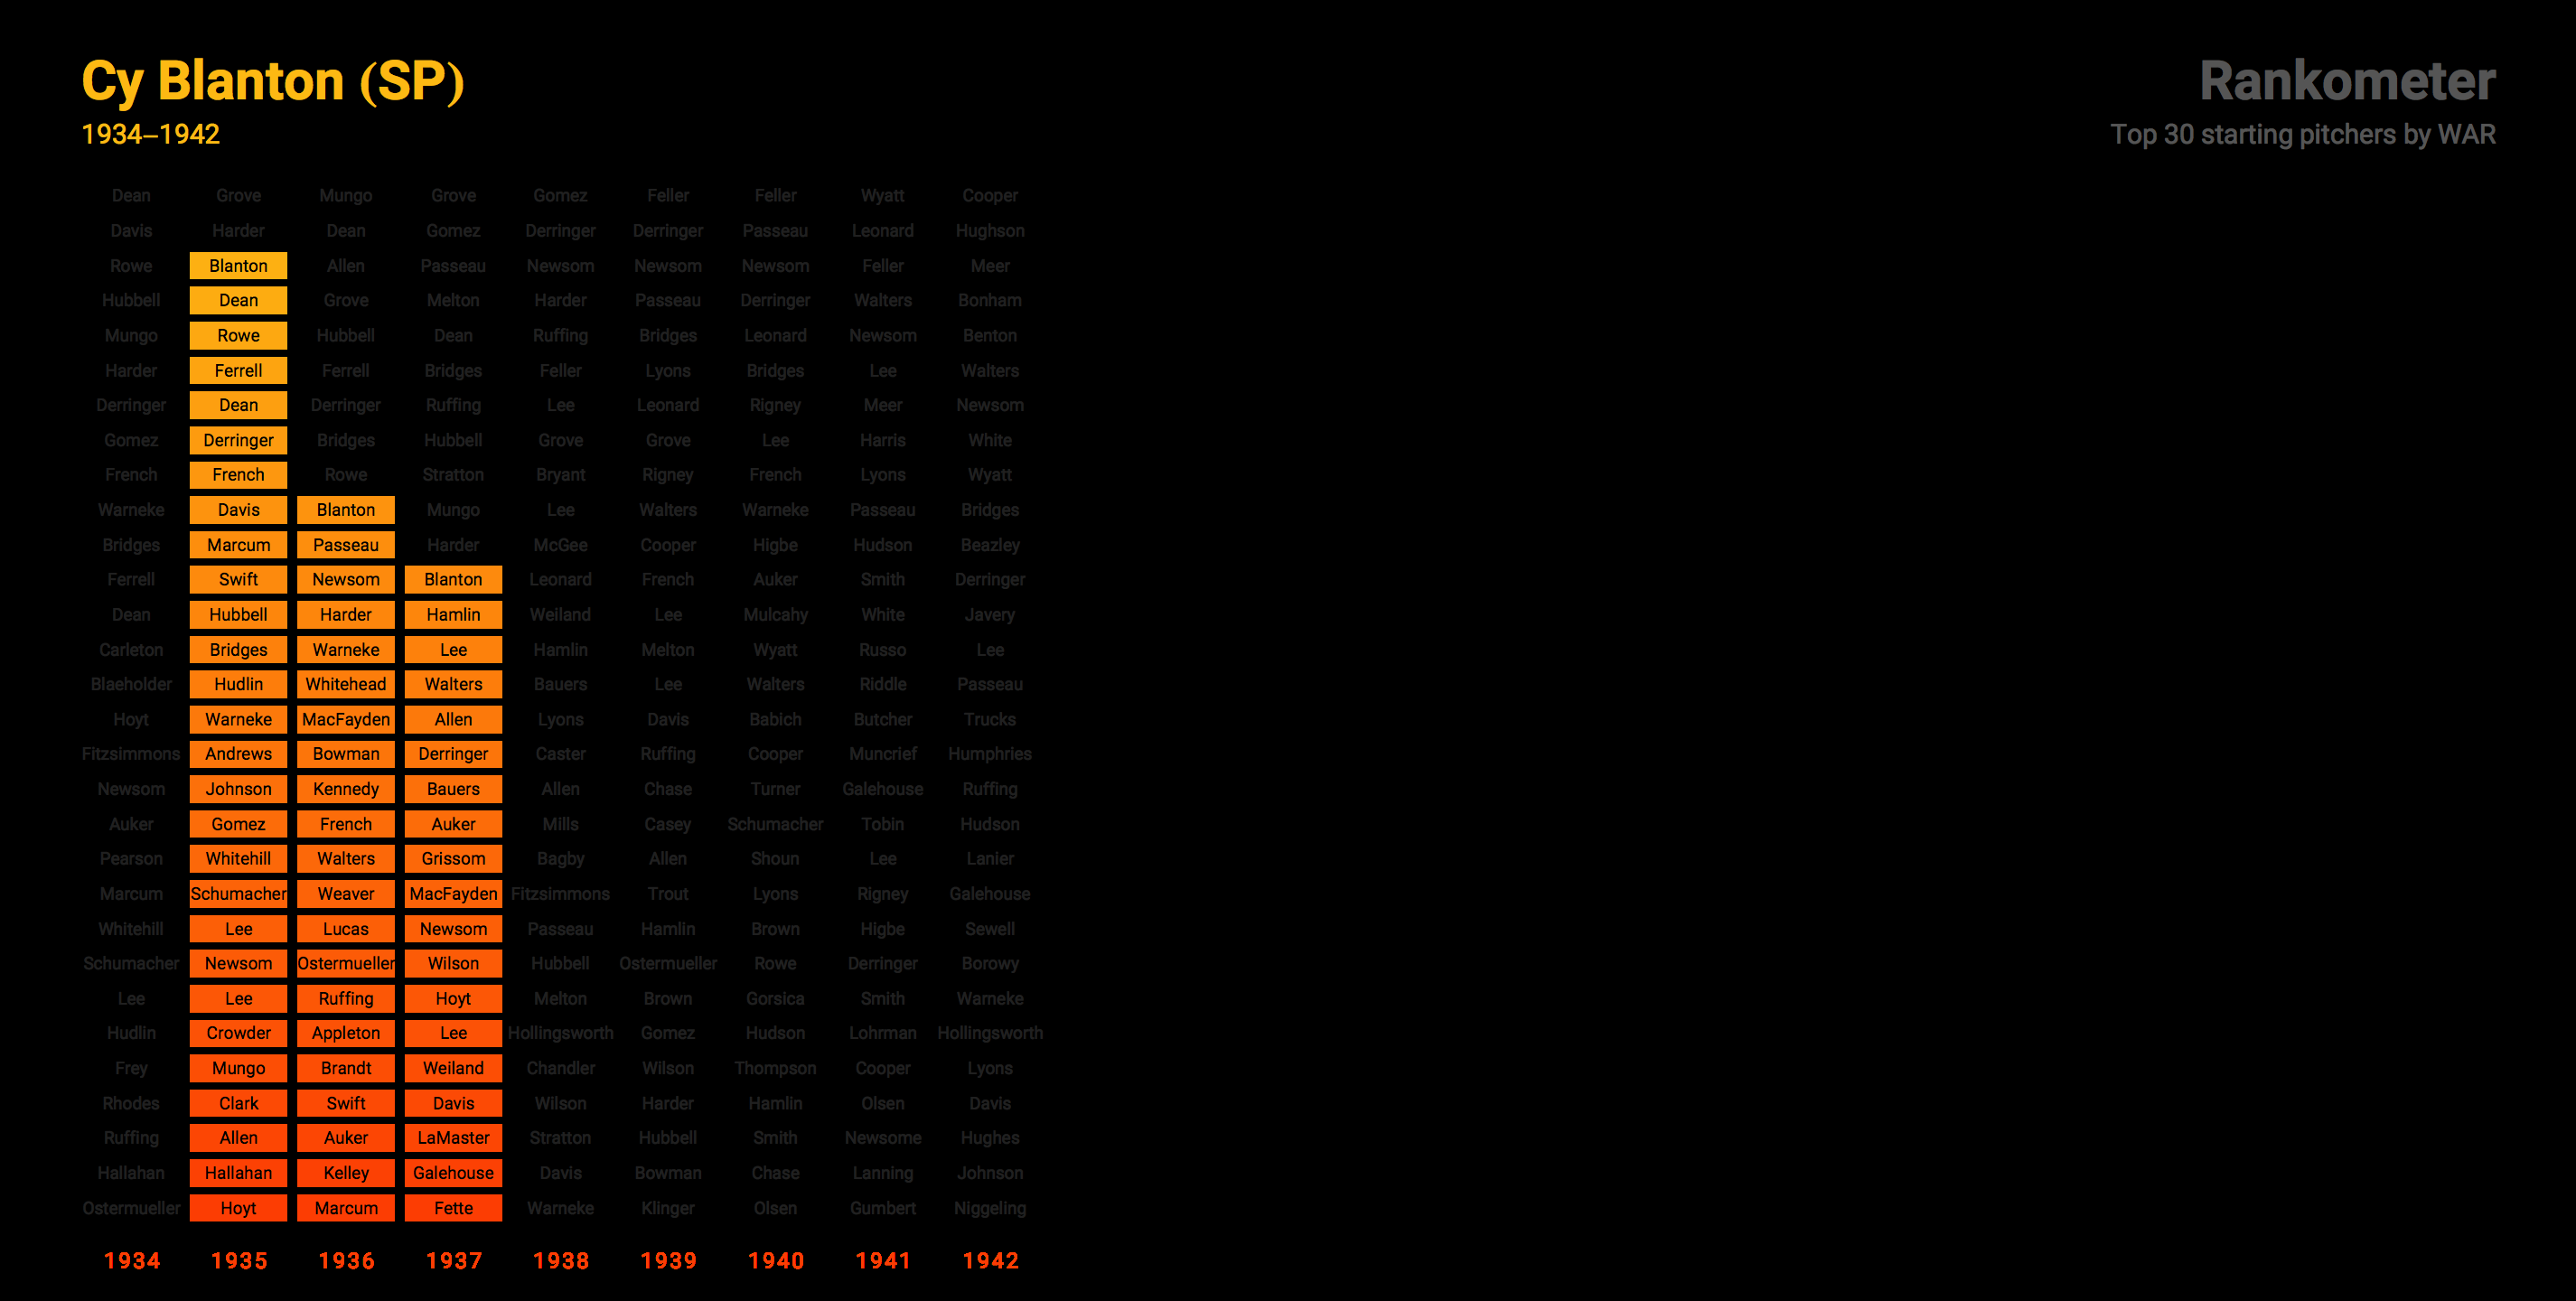 Cy Blanton (SP)
1934–1942
Rankometer
Top 30 starting pitchers by WAR
Dean Grove Mungo Grove Gomez Feller Feller Wyatt Cooper
Davis Harder Dean Gomez Derringer Derringer Passeau Leonard Hughson
Rowe Blanton Allen Passeau Newsom Newsom Newsom Feller Meer
Hubbell Dean Grove Melton Harder Passeau Derringer Walters Bonham
Mungo Rowe Hubbell Dean Ruffing Bridges Leonard Newsom Benton
Harder Ferrell Ferrell Bridges Feller Lyons Bridges Lee Walters
Derringer Dean Derringer Ruffing Lee Leonard Rigney Meer Newsom
Gomez Derringer Bridges Hubbell Grove Grove Lee Harris White
French French Rowe Stratton Bryant Rigney French Lyons Wyatt
Warneke Davis Blanton Mungo Lee Walters Warneke Passeau Bridges
Bridges Marcum Passeau Harder McGee Cooper Higbe Hudson Beazley
Ferrell Swift Newsom Blanton Leonard French Auker Smith Derringer
Dean Hubbell Harder Hamlin Weiland Lee Mulcahy White Javery
Carleton Bridges Warneke Lee Hamlin Melton Wyatt Russo Lee
Blaeholder Hudlin Whitehead Walters Bauers Lee Walters Riddle Passeau
Hoyt Warneke MacFayden Allen Lyons Davis Babich Butcher Trucks
Fitzsimmons Andrews Bowman Derringer Caster Ruffing Cooper Muncrief Humphries
Newsom Johnson Kennedy Bauers Allen Chase Turner Galehouse Ruffing
Auker Gomez French Auker Mills Casey Schumacher Tobin Hudson
Pearson Whitehill Walters Grissom Bagby Allen Shoun Lee Lanier
Marcum Schumacher Weaver MacFayden Fitzsimmons Trout Lyons Rigney Galehouse
Whitehill Lee Lucas Newsom Passeau Hamlin Brown Higbe Sewell
Schumacher Newsom Ostermueller Wilson Hubbell Ostermueller Rowe Derringer Borowy
Lee Lee Ruffing Hoyt Melton Brown Gorsica Smith Warneke
Hudlin Crowder Appleton Lee Hollingsworth Gomez Hudson Lohrman Hollingsworth
Frey Mungo Brandt Weiland Chandler Wilson Thompson Cooper Lyons
Rhodes Clark Swift Davis Wilson Harder Hamlin Olsen Davis
Ruffing Allen Auker LaMaster Stratton Hubbell Smith Newsome Hughes
Hallahan Hallahan Kelley Galehouse Davis Bowman Chase Lanning Johnson
Ostermueller Hoyt Marcum Fette Warneke Klinger Olsen Gumbert Niggeling
1934 1935 1936 1937 1938 1939 1940 1941 1942